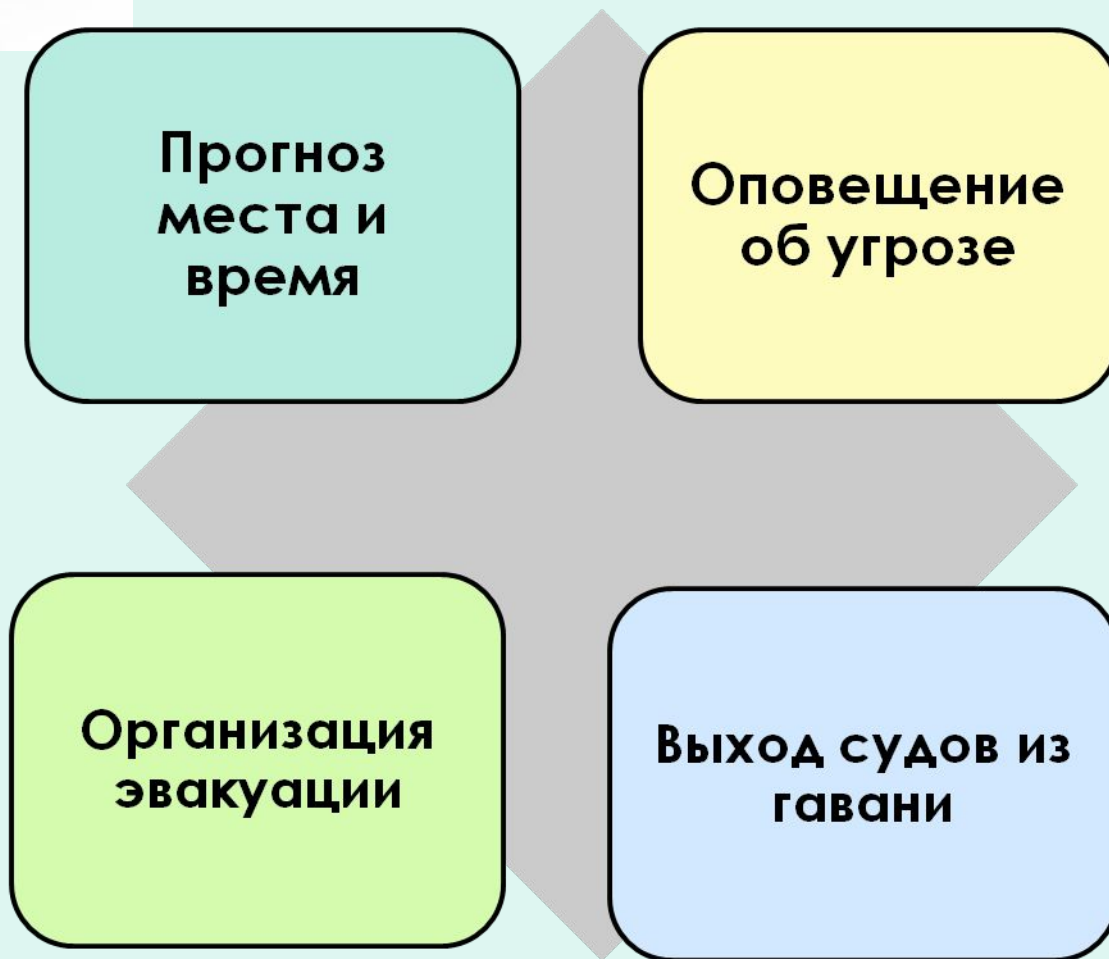 Прогноз
места и
время
Оповещение
об угрозе
Организация
эвакуации
Выход судов из
гавани